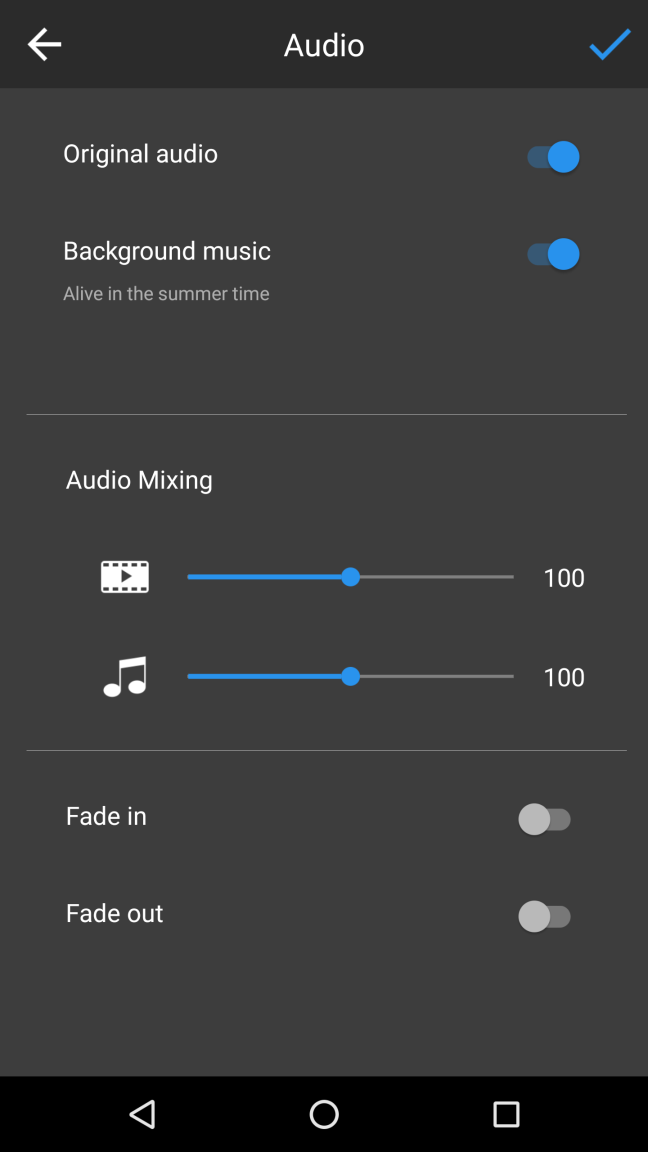 Audio
Original audio
Background music
Alive in the summer time
Audio Mixing
100
100
Fade in
Fade out